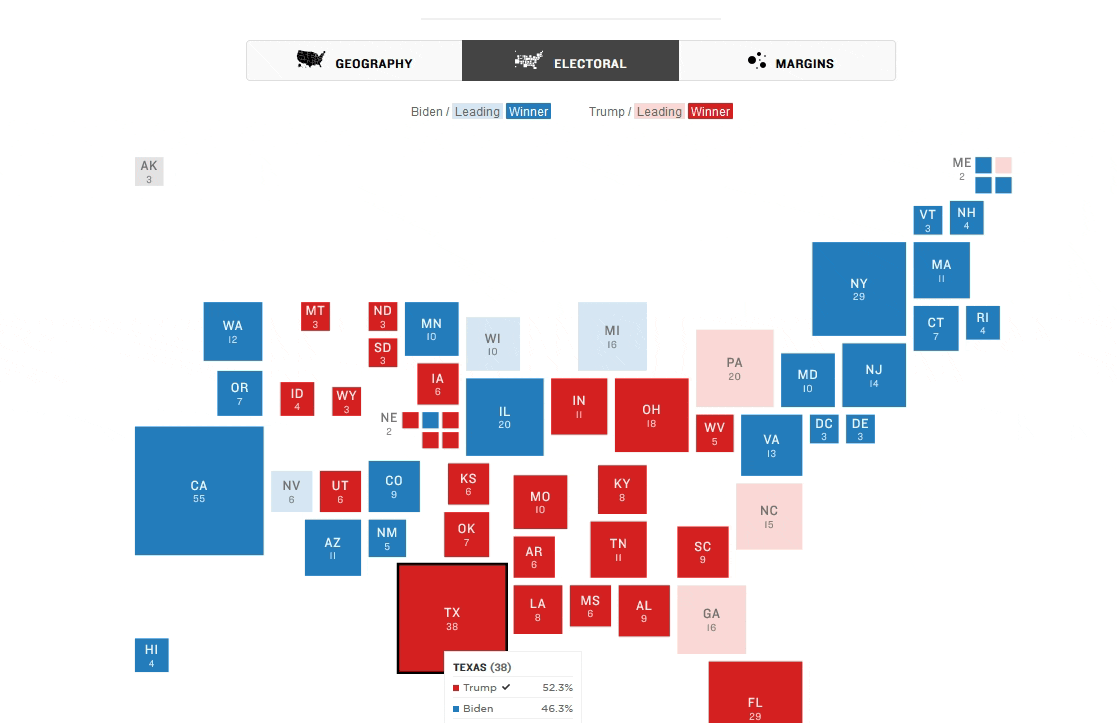 GEOGRAPHY ELECTORAL MARGINS
Biden / Leading Winner Trump / Leading Winner
AK
3
ME
2
VT
3
NH
4
NY
29
MA
11
WA
12
MT
3
ND
3
MN
10
WI
10
MI
16
CT
7
RI
4
SD
3
PA
20
MD
10
NJ
14
OR
7
ID
4
WY
3
IA
6
NE
2
IL
20
IN
11
OH
18
WV
5
VA
13
DC
3
DE
3
CA
55
NV
6
UT
6
CO
9
KS
6
MO
10
KY
8
NC
15
AZ
11
NM
5
OK
7
AR
6
TN
11
SC
9
TX
38
LA
8
MS
6
AL
9
GA
16
HI
4
TEXAS (38)
Trump ✔ 52.3%
Biden 46.3%
FL
29